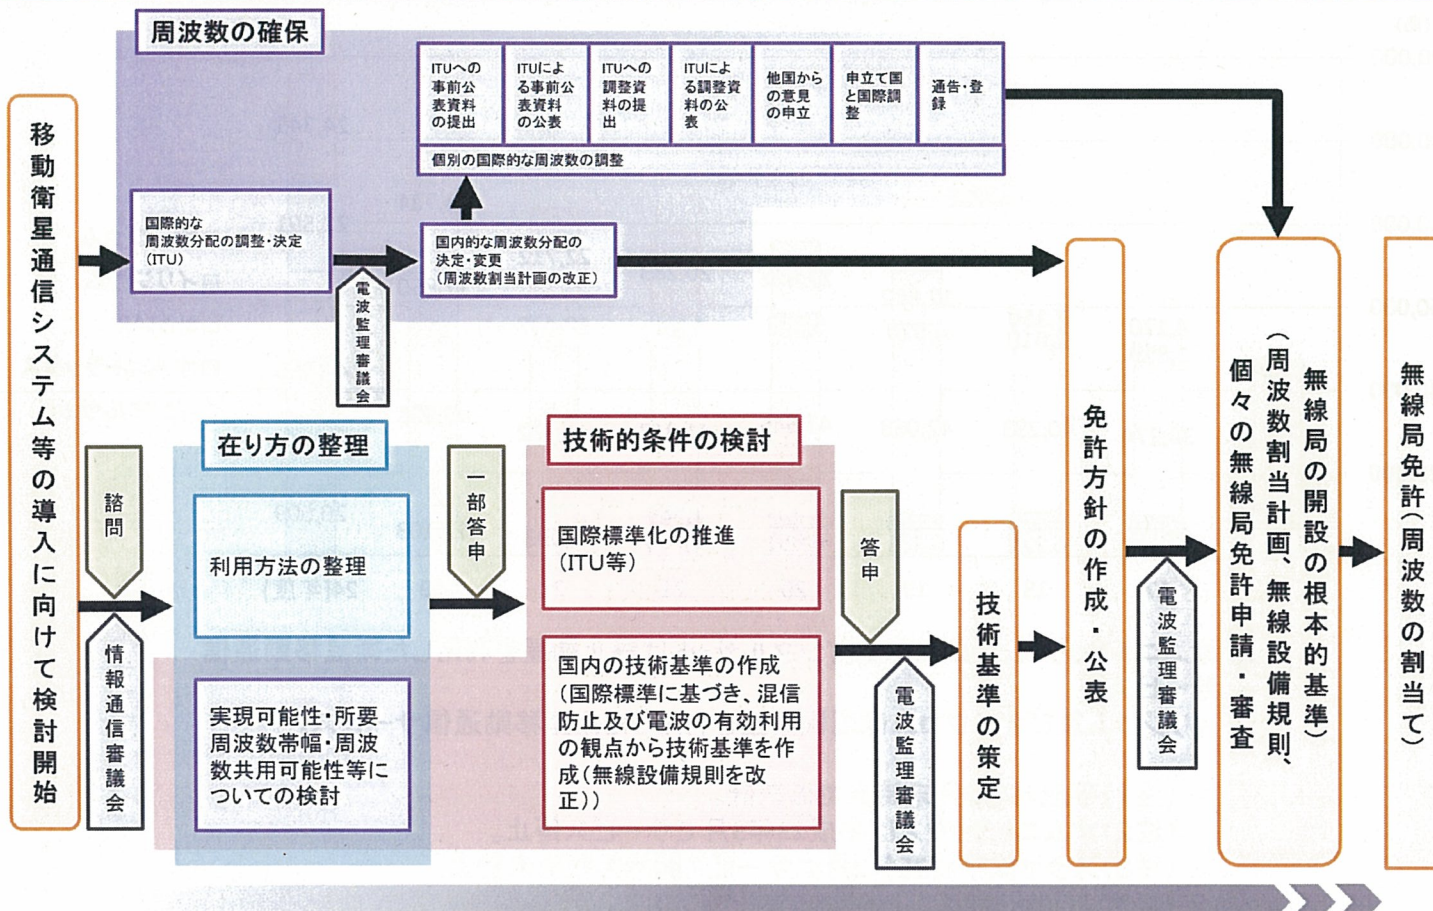 周波数の確保
ITUへの
事前公
表資料
の提出
ITUによ
る事前公
表資料
の公表
ITUへの
調整資
料の提
出
ITUによ
る調整資
料の公
表
他国から
の意見
の申立
申立て国
と国際調
整
通告・登
録
個別の国際的な周波数の調整
移動衛星通信システム等の導入に向けて検討開始
国際的な
周波数分配の調整・決定
(ITU)
電波監理審議会
国内的な周波数分配の
決定・変更
(周波数割当計画の改正)
諮問
情報通信審議会
在り方の整理
利用方法の整理
実現可能性・所要
周波数帯幅・周波
数共用可能性等に
ついての検討
一部答申
技術的条件の検討
国際標準化の推進
(ITU等)
国内の技術基準の作成
(国際標準に基づき、混信
防止及び電波の有効利用
の観点から技術基準を作
成(無線設備規則を改
正))
答申
電波監理審議会
技術基準の策定
免許方針の作成・公表
電波監理審議会
無線局の開設の根本的基準)
(周波数割当計画、無線設備規則、
個々の無線局免許申請・審査
無線局免許(周波数の割当て)